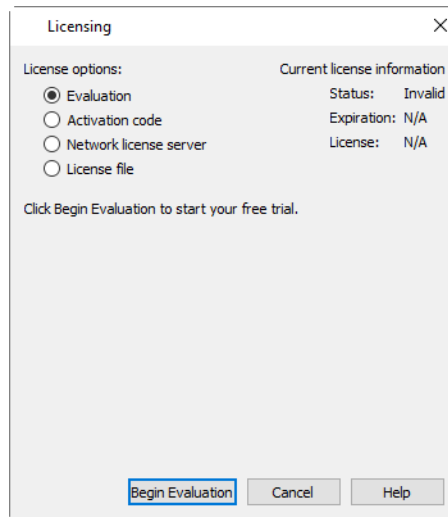 Licensing
License options:
Evaluation
Activation code
Network license server
License file
Current license information
Status: Invalid
Expiration: N/A
License: N/A
Click Begin Evaluation to start your free trial.
Begin Evaluation
Cancel
Help